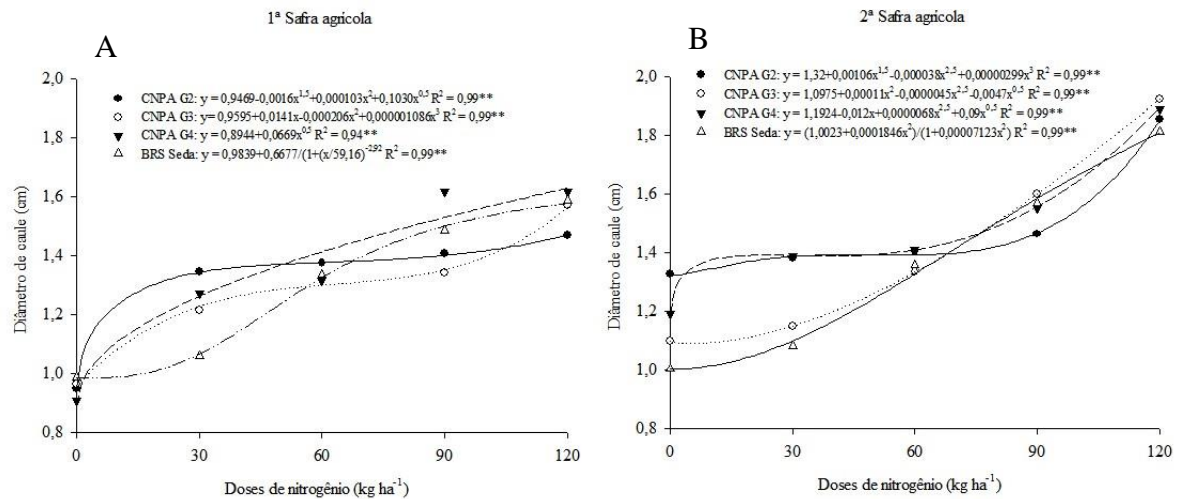 1ª Safra agrícola
A
Diâmetro de caule (cm)
2,0
1,8
1,6
1,4
1,2
1,0
0,8
CNPA G2: y = 0,9469-0,0016x^1,5+0,000103x^2+0,1030x^0,5 R^2 = 0,99**
CNPA G3: y = 0,9595+0,0141x-0,000206x^2+0,000001086x^3 R^2 = 0,99**
CNPA G4: y = 0,8944+0,0669x^0,5 R^2 = 0,94**
BRS Seda: y = 0,9839+0,6677/(1+(x/59,16)^-2,92 R^2 = 0,99**
0 30 60 90 120
Doses de nitrogênio (kg ha^-1)
2ª Safra agrícola
B
Diâmetro de caule (cm)
2,0
1,8
1,6
1,4
1,2
1,0
0,8
CNPA G2: y = 1,32+0,00106x^1,5-0,000038x^2,5+0,00000299x^3 R^2 = 0,99**
CNPA G3: y = 1,0975+0,00011x^2-0,0000045x^2,5-0,0047x^0,5 R^2 = 0,99**
CNPA G4: y = 1,1924-0,012x+0,0000068x^2,5+0,09x^0,5 R^2 = 0,99**
BRS Seda: y = (1,0023+0,0001846x^2)/(1+0,00007123x^2) R^2 = 0,99**
0 30 60 90 120
Doses de nitrogênio (kg ha^-1)